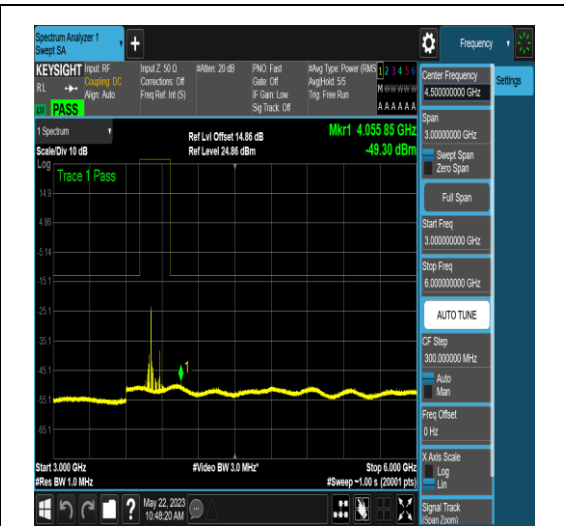 Spectrum Analyzer 1
Swept SA
Frequency
KEYSIGHT
RL
PASS
Input: RF
Coupling: DC
Align: Auto
Input Z: 50 Ω
Corrections: Off
Freq Ref: Int (S)
#Atten: 20 dB
PNO: Fast
Gate: Off
IF Gain: Low
Sig Track: Off
#Avg Type: Power (RMS
Avg|Hold: 5/5
Trig: Free Run
1 2 3 4 5 6
M W W W W W
A A A A A A
1 Spectrum
Scale/Div 10 dB
Ref Lvl Offset 14.86 dB
Ref Level 24.86 dBm
Mkr1 4.055 85 GHz
-49.30 dBm
Log
Trace 1 Pass
14.9
4.86
-5.14
-15.1
-25.1
-35.1
-45.1
-55.1
-65.1
1
Start 3.000 GHz
#Res BW 1.0 MHz
#Video BW 3.0 MHz*
Stop 6.000 GHz
#Sweep ~1.00 s (20001 pts)
May 22, 2023
10:48:20 AM
Center Frequency
4.500000000 GHz
Settings
Span
3.00000000 GHz
Swept Span
Zero Span
Full Span
Start Freq
3.000000000 GHz
Stop Freq
6.000000000 GHz
AUTO TUNE
CF Step
300.000000 MHz
Auto
Man
Freq Offset
0 Hz
X Axis Scale
Log
Lin
Signal Track
(Span Zoom)